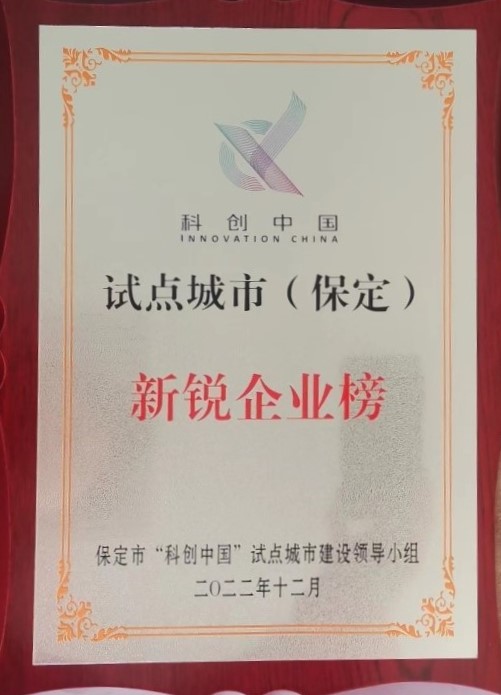 科创中国
INNOVATION CHINA
试点城市（保定）
新锐企业榜
保定市“科创中国”试点城市建设领导小组
二〇二二年十二月